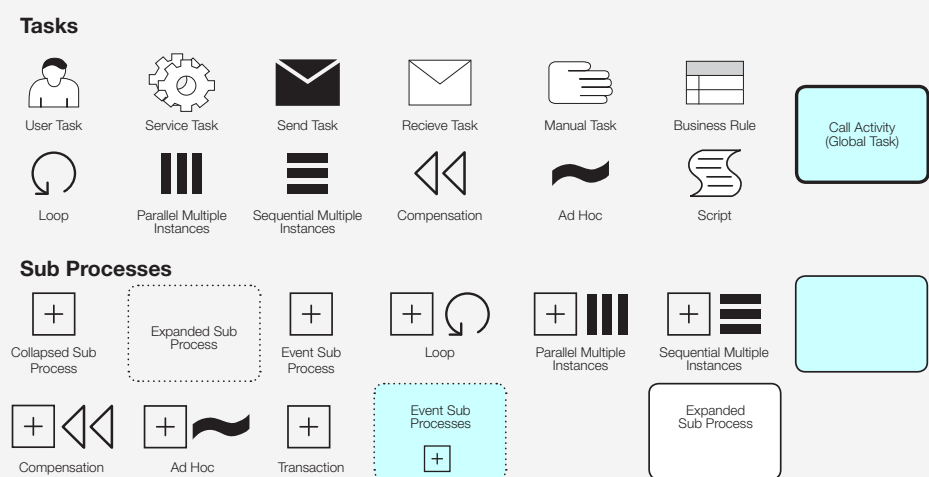 Tasks
User Task
Service Task
Send Task
Recieve Task
Manual Task
Business Rule
Call Activity
(Global Task)
Loop
Parallel Multiple
Instances
Sequential Multiple
Instances
Compensation
Ad Hoc
Script
Sub Processes
Collapsed Sub
Process
Expanded Sub
Process
Event Sub
Process
Loop
Parallel Multiple
Instances
Sequential Multiple
Instances
Compensation
Ad Hoc
Transaction
Event Sub
Processes
Expanded
Sub Process